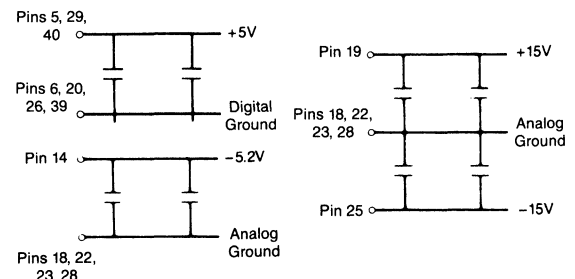 Pins 5, 29,
40
+5V
Pins 6, 20,
26, 39
Digital
Ground
Pin 14
−5.2V
Analog
Ground
Pins 18, 22,
23, 28
Pin 19
+15V
Pins 18, 22,
23, 28
Analog
Ground
Pin 25
−15V